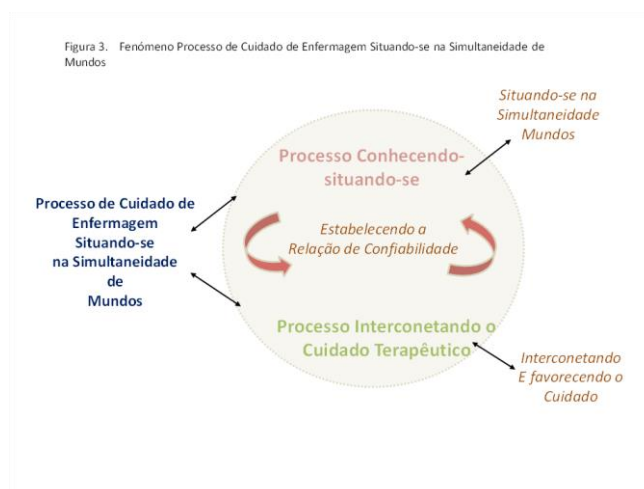 Figura 3. Fenómeno Processo de Cuidado de Enfermagem Situando-se na Simultaneidade de
Mundos
Situando-se na
Simultaneidade
Mundos
Processo Conhecendo-
situando-se
Processo de Cuidado de
Enfermagem
Situando-se
na Simultaneidade
de
Mundos
Estabelecendo a
Relação de Confiabilidade
Processo Interconetando o
Cuidado Terapêutico
Interconetando
E favorecendo o
Cuidado